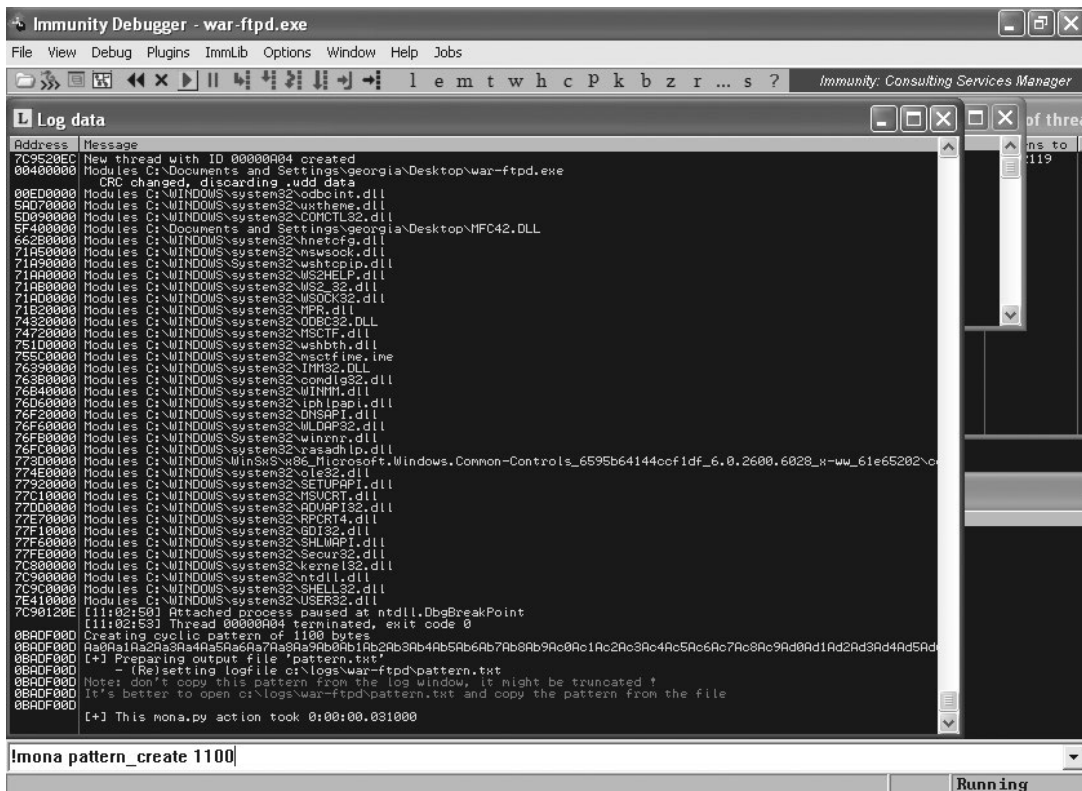 Immunity Debugger - war-ftpd.exe
File View Debug Plugins ImmLib Options Window Help Jobs
l e m t w h c P k b z r ... s ? Immunity: Consulting Services Manager
L Log data
of threa
Address Message
ns to
7C9520EC New thread with ID 00000A04 created
2119
00400000 Modules C:\Documents and Settings\georgia\Desktop\war-ftpd.exe
CRC changed, discarding .udd data
00ED0000 Modules C:\WINDOWS\system32\odbcint.dll
5AD70000 Modules C:\WINDOWS\system32\uxtheme.dll
5D090000 Modules C:\WINDOWS\system32\COMCTL32.dll
5F400000 Modules C:\Documents and Settings\georgia\Desktop\MFC42.DLL
662B0000 Modules C:\WINDOWS\system32\hnetcfg.dll
71A50000 Modules C:\WINDOWS\system32\mswsock.dll
71A90000 Modules C:\WINDOWS\System32\wshtcpip.dll
71AA0000 Modules C:\WINDOWS\system32\WS2HELP.dll
71AB0000 Modules C:\WINDOWS\system32\WS2_32.dll
71AD0000 Modules C:\WINDOWS\system32\WSOCK32.dll
71B20000 Modules C:\WINDOWS\system32\MPR.dll
74320000 Modules C:\WINDOWS\system32\ODBC32.DLL
74720000 Modules C:\WINDOWS\system32\MSCTF.dll
751D0000 Modules C:\WINDOWS\system32\wshbth.dll
755C0000 Modules C:\WINDOWS\system32\msctfime.ime
76390000 Modules C:\WINDOWS\system32\IMM32.DLL
763B0000 Modules C:\WINDOWS\system32\comdlg32.dll
76B40000 Modules C:\WINDOWS\system32\WINMM.dll
76D60000 Modules C:\WINDOWS\system32\iphlpapi.dll
76F20000 Modules C:\WINDOWS\system32\DNSAPI.dll
76F60000 Modules C:\WINDOWS\system32\WLDAP32.dll
76FB0000 Modules C:\WINDOWS\System32\winrnr.dll
76FC0000 Modules C:\WINDOWS\system32\rasadhlp.dll
773D0000 Modules C:\WINDOWS\WinSxS\x86_Microsoft.Windows.Common-Controls_6595b64144ccf1df_6.0.2600.6028_x-ww_61e65202\co
774E0000 Modules C:\WINDOWS\system32\ole32.dll
77920000 Modules C:\WINDOWS\system32\SETUPAPI.dll
77C10000 Modules C:\WINDOWS\system32\MSVCRT.dll
77DD0000 Modules C:\WINDOWS\system32\ADVAPI32.dll
77E70000 Modules C:\WINDOWS\system32\RPCRT4.dll
77F10000 Modules C:\WINDOWS\system32\GDI32.dll
77F60000 Modules C:\WINDOWS\system32\SHLWAPI.dll
77FE0000 Modules C:\WINDOWS\system32\Secur32.dll
7C800000 Modules C:\WINDOWS\system32\kernel32.dll
7C900000 Modules C:\WINDOWS\system32\ntdll.dll
7C9C0000 Modules C:\WINDOWS\system32\SHELL32.dll
7E410000 Modules C:\WINDOWS\system32\USER32.dll
7C90120E [11:02:50] Attached process paused at ntdll.DbgBreakPoint
[11:02:53] Thread 00000A04 terminated, exit code 0
0BADF00D Creating cyclic pattern of 1100 bytes
0BADF00D Aa0Aa1Aa2Aa3Aa4Aa5Aa6Aa7Aa8Aa9Ab0Ab1Ab2Ab3Ab4Ab5Ab6Ab7Ab8Ab9Ac0Ac1Ac2Ac3Ac4Ac5Ac6Ac7Ac8Ac9Ad0Ad1Ad2Ad3Ad4Ad5Ad
0BADF00D [+] Preparing output file 'pattern.txt'
0BADF00D - (Re)setting logfile c:\logs\war-ftpd\pattern.txt
0BADF00D Note: don't copy this pattern from the log window, it might be truncated !
0BADF00D It's better to open c:\logs\war-ftpd\pattern.txt and copy the pattern from the file
0BADF00D
[+] This mona.py action took 0:00:00.031000
!mona pattern_create 1100
Running